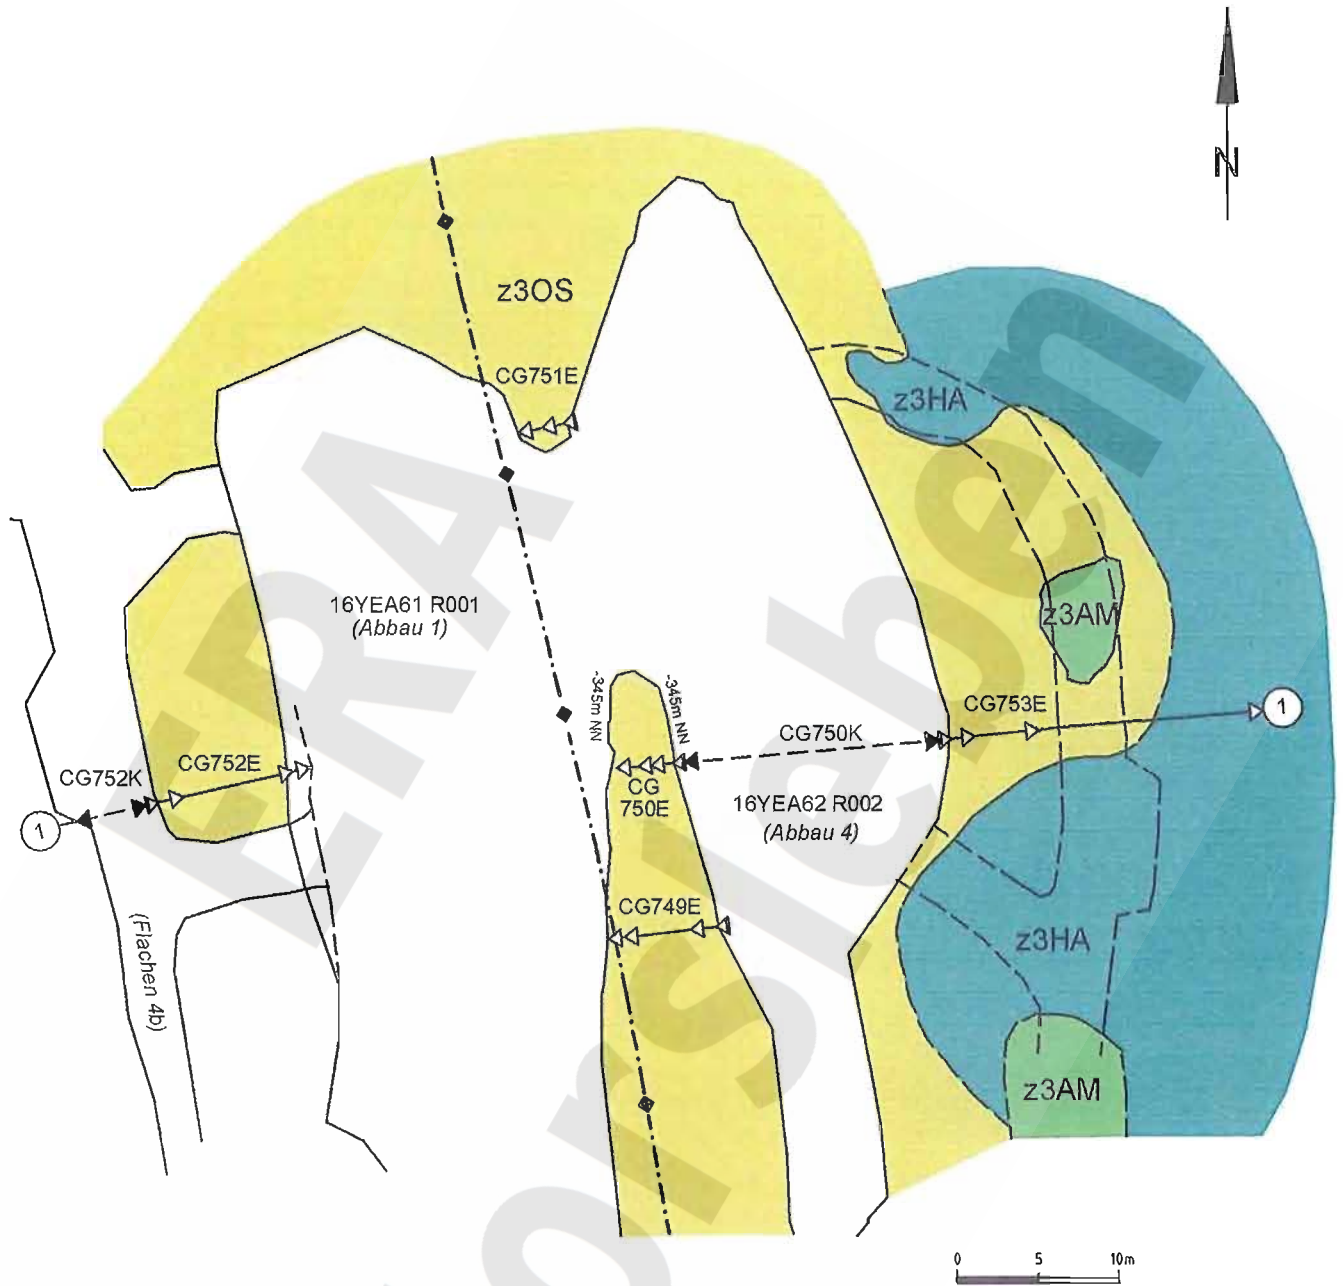 N
z3OS
CG751E
z3HA
16YEA61 R001
(Abbau 1)
z3AM
-345m NN
-345m NN
CG753E
1
CG750K
CG752E
CG752K
CG
750E
16YEA62 R002
(Abbau 4)
1
CG749E
(Flachen 4b)
z3HA
z3AM
0 5 10m
ERA Morsleben